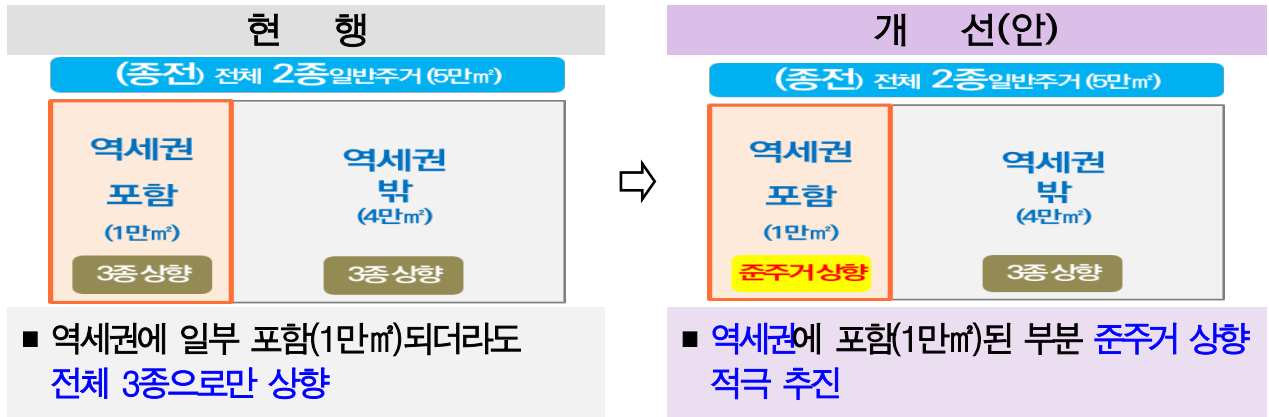 현 행
(종전) 전체 2종일반주거 (5만㎡)
역세권
포함
(1만㎡)
3종 상향
역세권
밖
(4만㎡)
3종 상향
■ 역세권에 일부 포함(1만㎡)되더라도
전체 3종으로만 상향
⇨
개 선(안)
(종전) 전체 2종일반주거 (5만㎡)
역세권
포함
(1만㎡)
준주거 상향
역세권
밖
(4만㎡)
3종 상향
■ 역세권에 포함(1만㎡)된 부분 준주거 상향
적극 추진